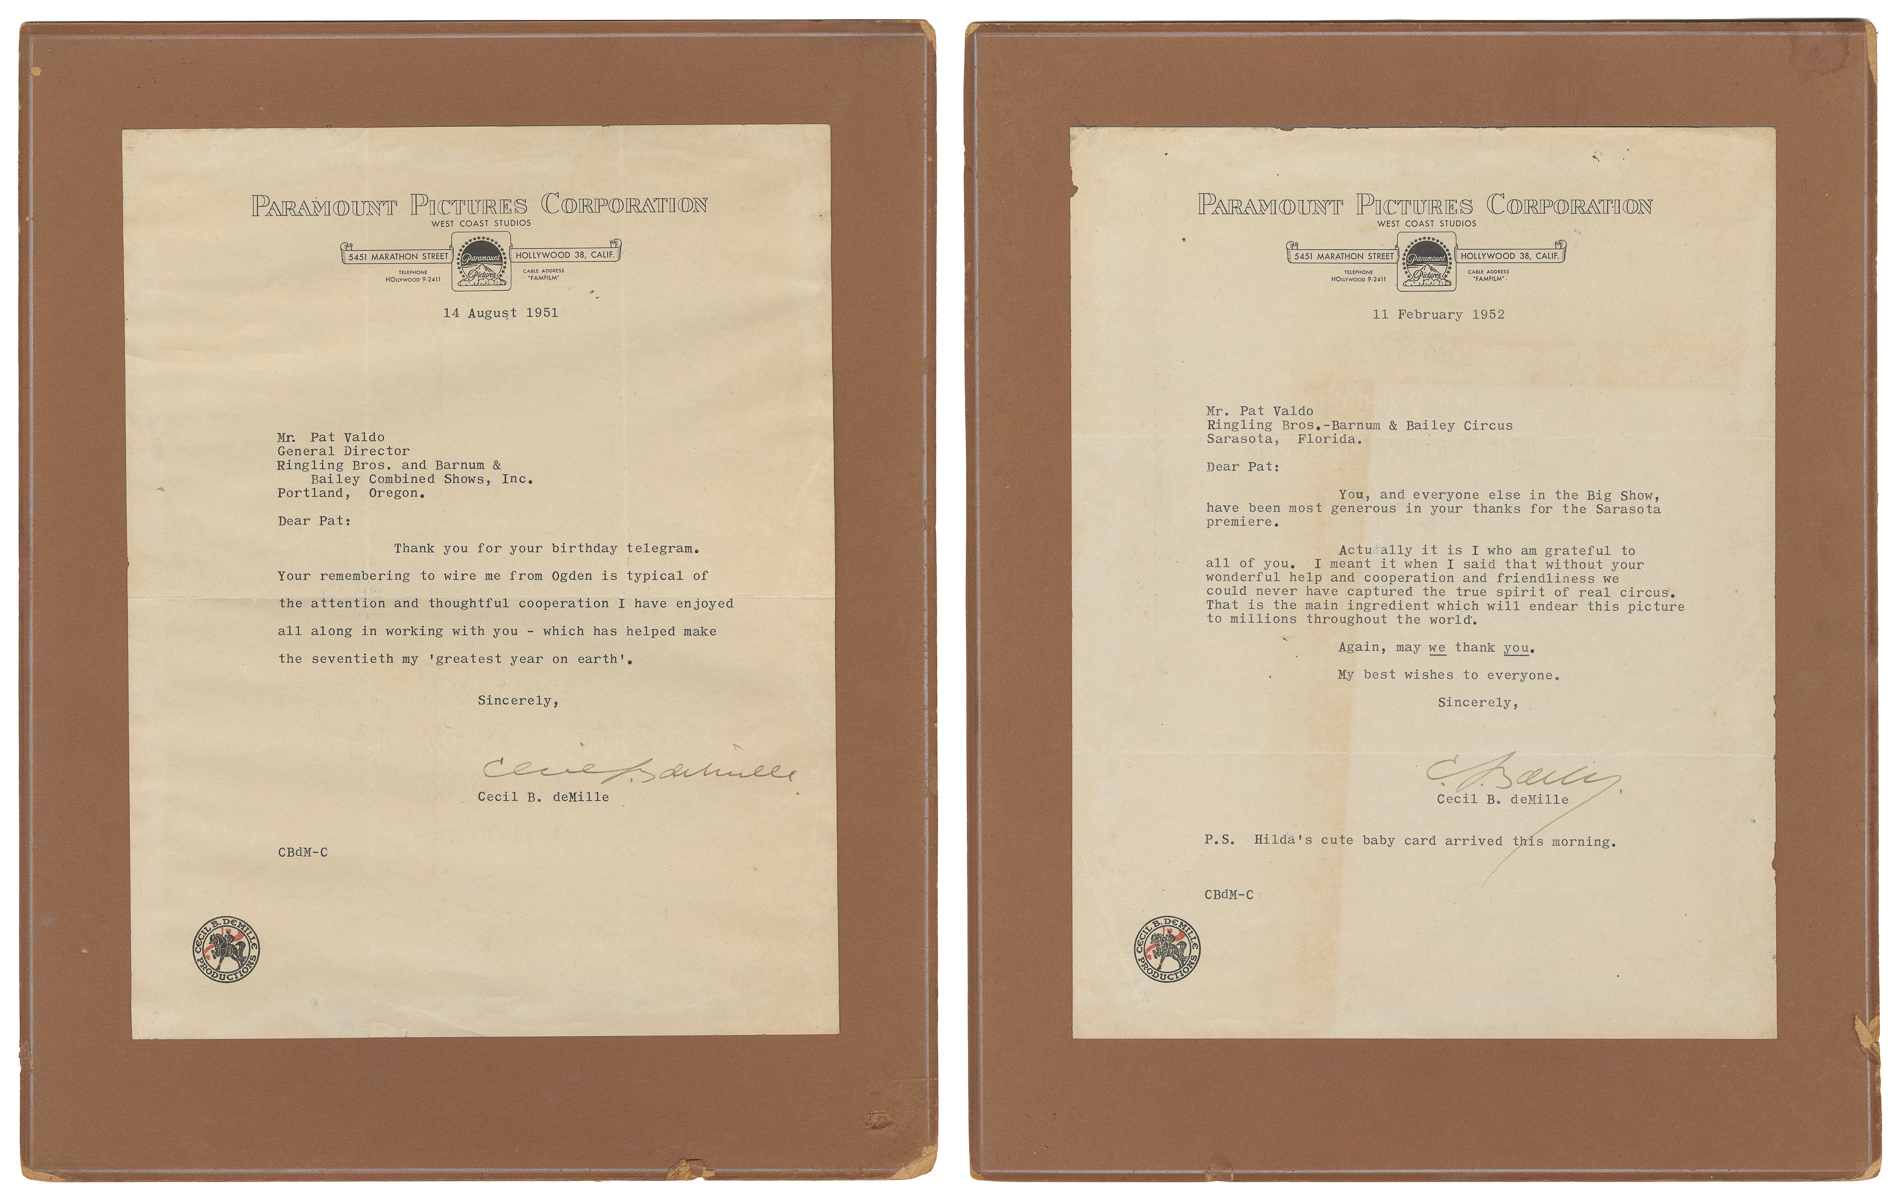 PARAMOUNT PICTURES CORPORATION
WEST COAST STUDIOS
5451 MARATHON STREET
Paramount
Pictures
HOLLYWOOD 38, CALIF.
TELEPHONE
HOLLYWOOD 9-2411
CABLE ADDRESS
"FAMFILM"
14 August 1951
Mr. Pat Valdo
General Director
Ringling Bros. and Barnum &
Bailey Combined Shows, Inc.
Portland, Oregon.
Dear Pat:
Thank you for your birthday telegram.
Your remembering to wire me from Ogden is typical of
the attention and thoughtful cooperation I have enjoyed
all along in working with you - which has helped make
the seventieth my 'greatest year on earth'.
Sincerely,
Cecil B deMille
Cecil B. deMille
CBdM-C
CECIL B. DEMILLE
PRODUCTIONS
PARAMOUNT PICTURES CORPORATION
WEST COAST STUDIOS
5451 MARATHON STREET
Paramount
Pictures
HOLLYWOOD 38, CALIF.
TELEPHONE
HOLLYWOOD 9-2411
CABLE ADDRESS
"FAMFILM"
11 February 1952
Mr. Pat Valdo
Ringling Bros.-Barnum & Bailey Circus
Sarasota, Florida.
Dear Pat:
You, and everyone else in the Big Show,
have been most generous in your thanks for the Sarasota
premiere.
Actually it is I who am grateful to
all of you. I meant it when I said that without your
wonderful help and cooperation and friendliness we
could never have captured the true spirit of real circus.
That is the main ingredient which will endear this picture
to millions throughout the world.
Again, may we thank you.
My best wishes to everyone.
Sincerely,
Cecil B. deMille
P.S. Hilda's cute baby card arrived this morning.
CBdM-C
CECIL B. DEMILLE
PRODUCTIONS